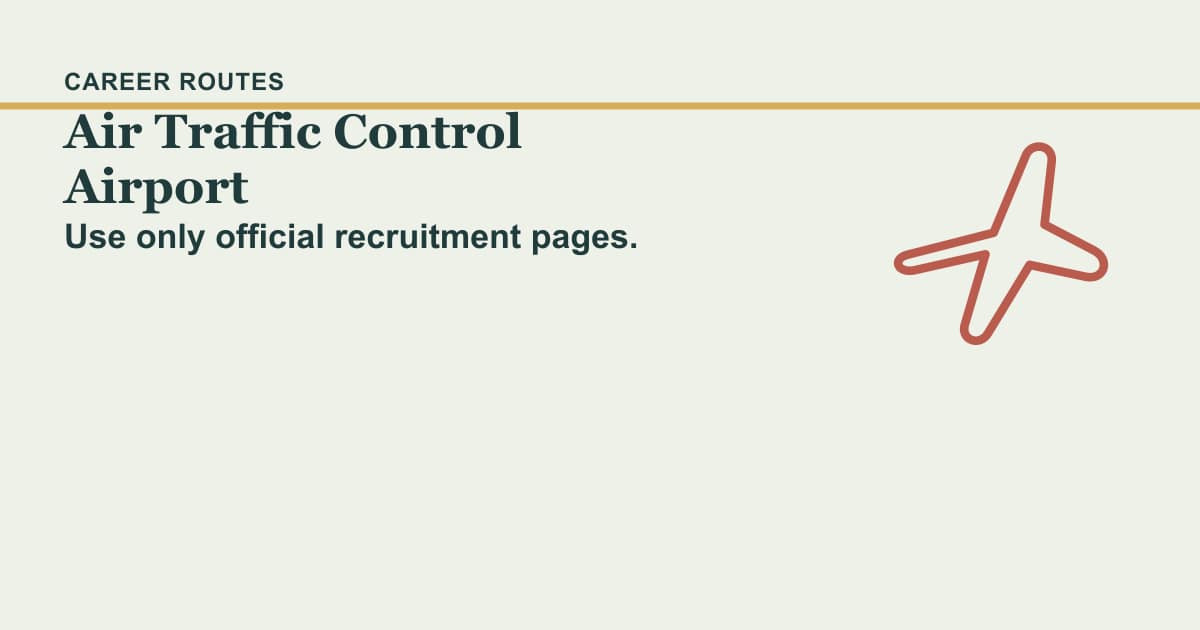 CAREER ROUTES
Air Traffic Control
Airport
Use only official recruitment pages.